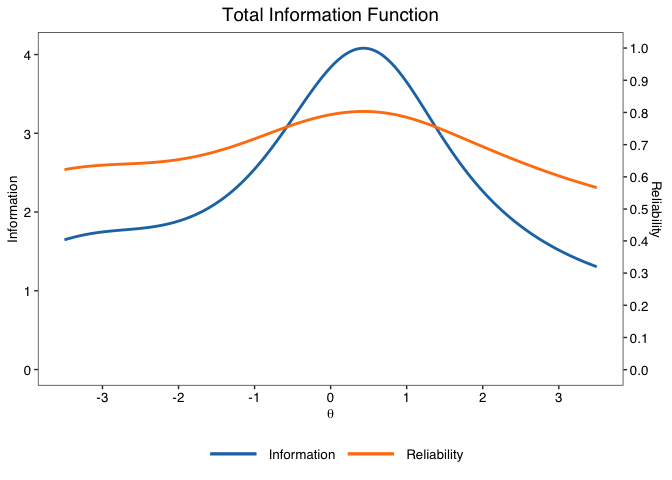 Total Information Function
Information
4
3
2
1
0
1.0
0.9
0.8
0.7
0.6
0.5
0.4
0.3
0.2
0.1
0.0
Reliability
-3 -2 -1 0 1 2 3
θ
Information Reliability